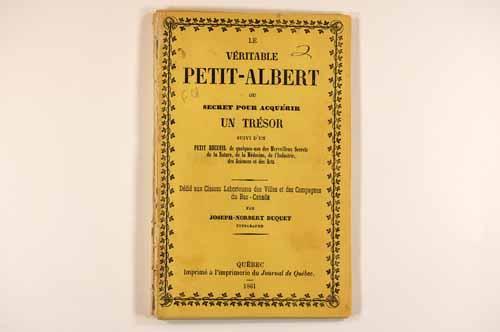 LE
2
VÉRITABLE
PETIT-ALBERT
OU
SECRET POUR ACQUÉRIR
UN TRÉSOR
SUIVI D'UN
PETIT RECUEIL de quelques-uns des Merveilleux Secrets
de la Nature, de la Médecine, de l'Industrie,
des Sciences et des Arts
Dédié aux Classes Laborieuses des Villes et des Campagnes
du Bas-Canada
PAR
JOSEPH-NORBERT DUQUET
TYPOGRAPHE
QUÉBEC
Imprimé à l'imprimerie du Journal de Québec.
1861